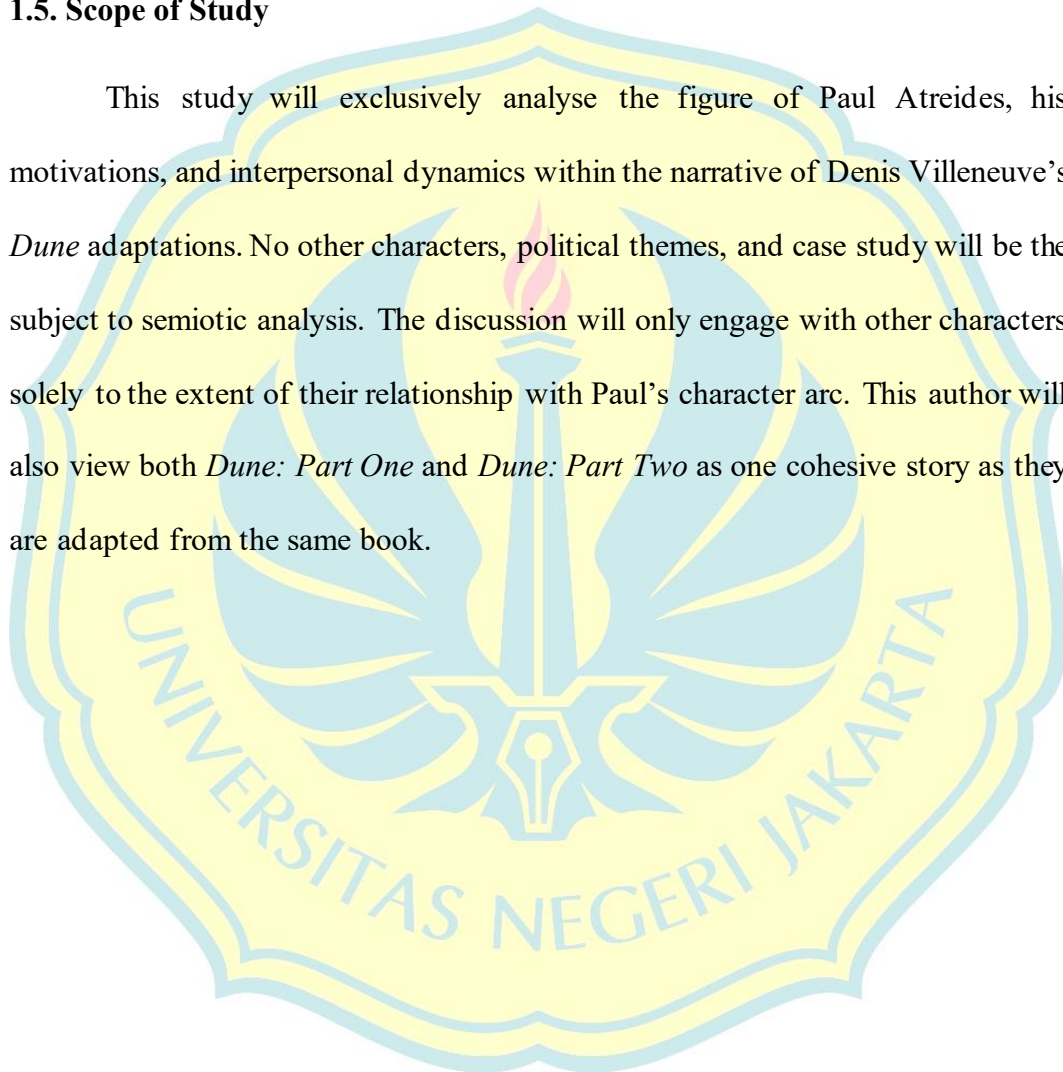 1.5. Scope of Study
This study will exclusively analyse the figure of Paul Atreides, his
motivations, and interpersonal dynamics within the narrative of Denis Villeneuve’s
Dune adaptations. No other characters, political themes, and case study will be the
subject to semiotic analysis. The discussion will only engage with other characters
solely to the extent of their relationship with Paul’s character arc. This author will
also view both Dune: Part One and Dune: Part Two as one cohesive story as they
are adapted from the same book.
UNIVERSITAS NEGERI JAKARTA